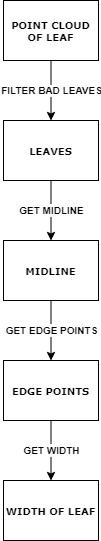 POINT CLOUD
OF LEAF
FILTER BAD LEAVES
LEAVES
GET MIDLINE
MIDLINE
GET EDGE POINTS
EDGE POINTS
GET WIDTH
WIDTH OF LEAF